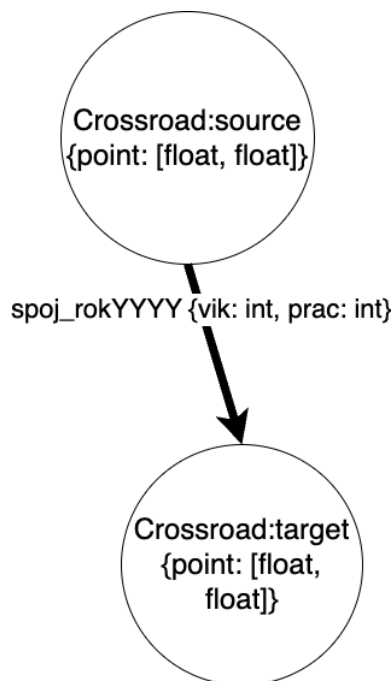 Crossroad:source
{point: [float, float]}
spoj_rokYYYY {vik: int, prac: int}
Crossroad:target
{point: [float,
float]}